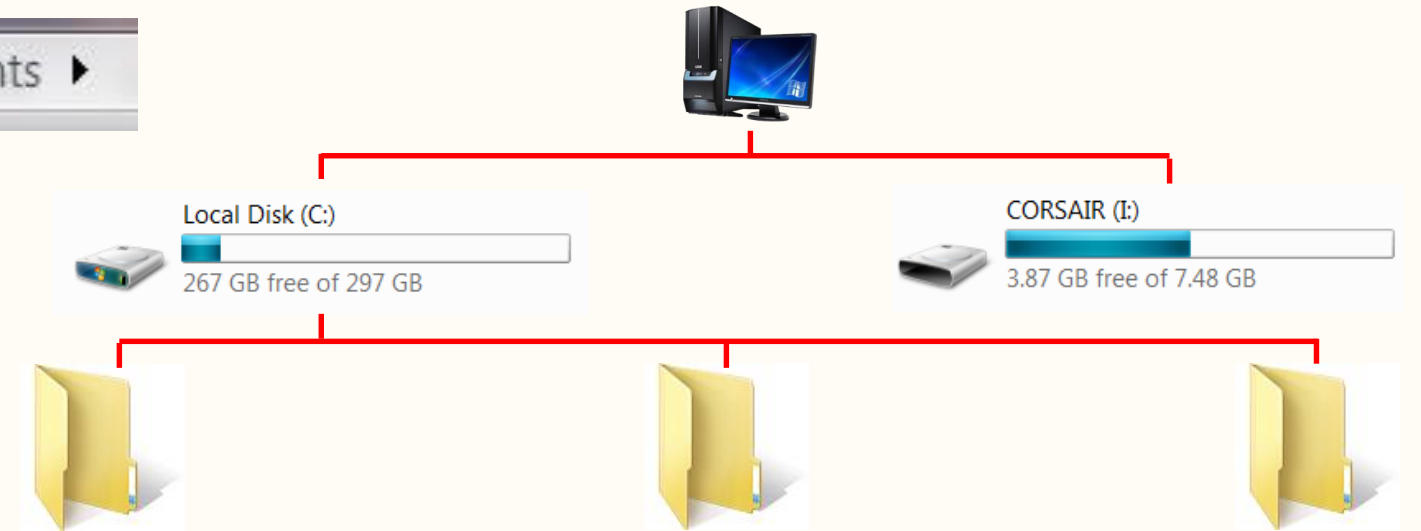 Local Disk (C:)
267 GB free of 297 GB
CORSAIR (I:)
3.87 GB free of 7.48 GB